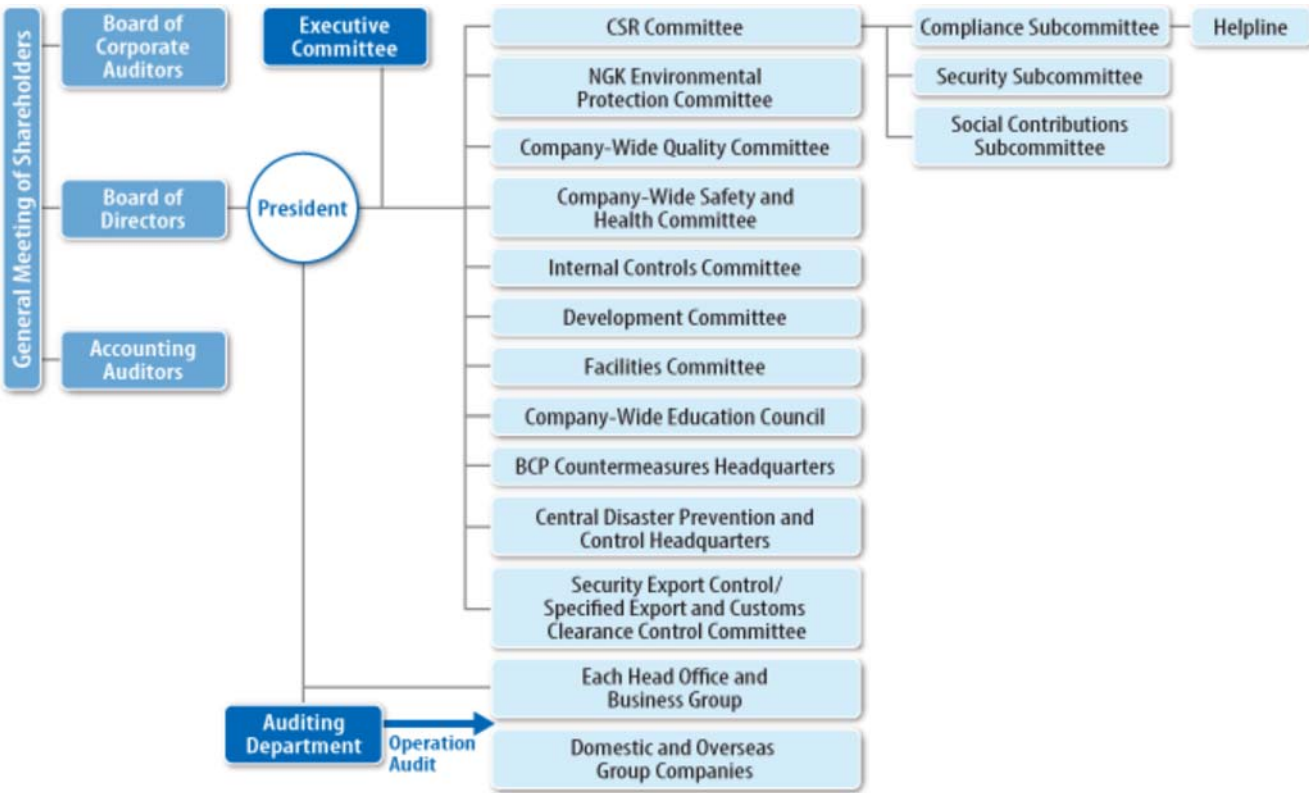 General Meeting of Shareholders
Board of
Corporate
Auditors
Board of
Directors
Accounting
Auditors
Executive
Committee
President
Auditing
Department
Operation
Audit
CSR Committee
NGK Environmental
Protection Committee
Company-Wide Quality Committee
Company-Wide Safety and
Health Committee
Internal Controls Committee
Development Committee
Facilities Committee
Company-Wide Education Council
BCP Countermeasures Headquarters
Central Disaster Prevention and
Control Headquarters
Security Export Control/
Specified Export and Customs
Clearance Control Committee
Each Head Office and
Business Group
Domestic and Overseas
Group Companies
Compliance Subcommittee
Helpline
Security Subcommittee
Social Contributions
Subcommittee